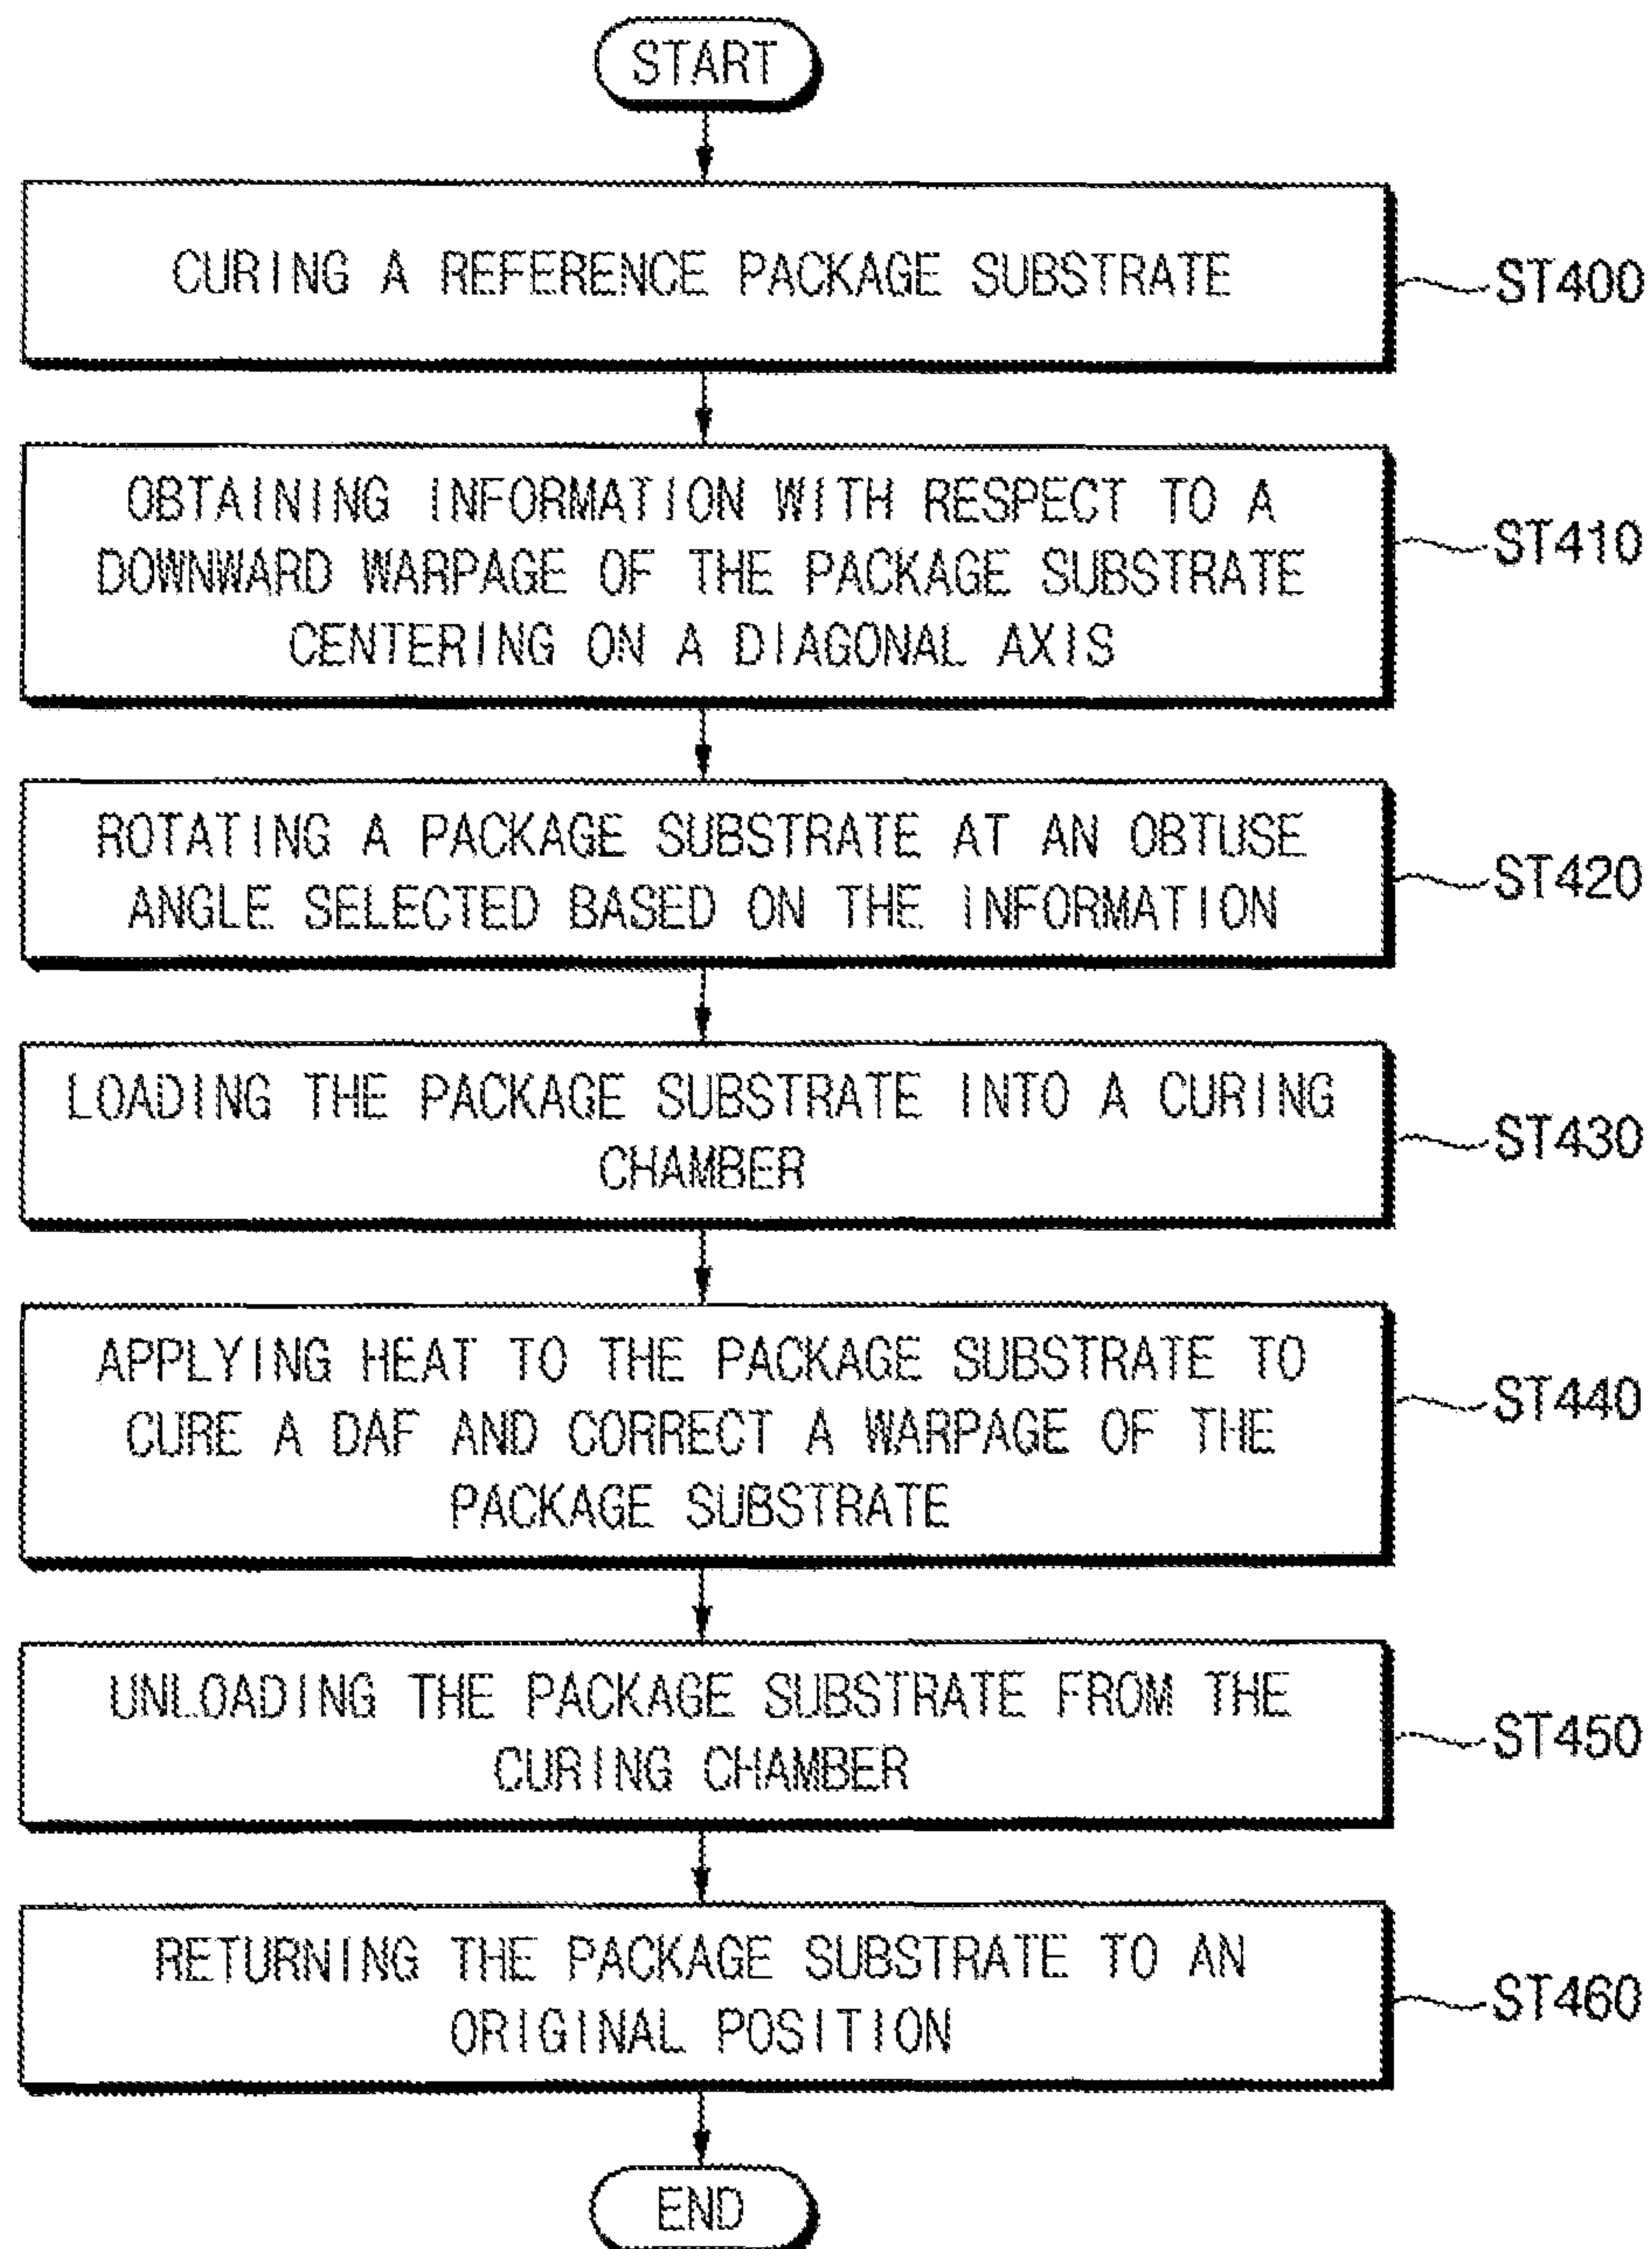 START
CURING A REFERENCE PACKAGE SUBSTRATE
ST400
OBTAINING INFORMATION WITH RESPECT TO A
DOWNWARD WARPAGE OF THE PACKAGE SUBSTRATE
CENTERING ON A DIAGONAL AXIS
ST410
ROTATING A PACKAGE SUBSTRATE AT AN OBTUSE
ANGLE SELECTED BASED ON THE INFORMATION
ST420
LOADING THE PACKAGE SUBSTRATE INTO A CURING
CHAMBER
ST430
APPLYING HEAT TO THE PACKAGE SUBSTRATE TO
CURE A DAF AND CORRECT A WARPAGE OF THE
PACKAGE SUBSTRATE
ST440
UNLOADING THE PACKAGE SUBSTRATE FROM THE
CURING CHAMBER
ST450
RETURNING THE PACKAGE SUBSTRATE TO AN
ORIGINAL POSITION
ST460
END